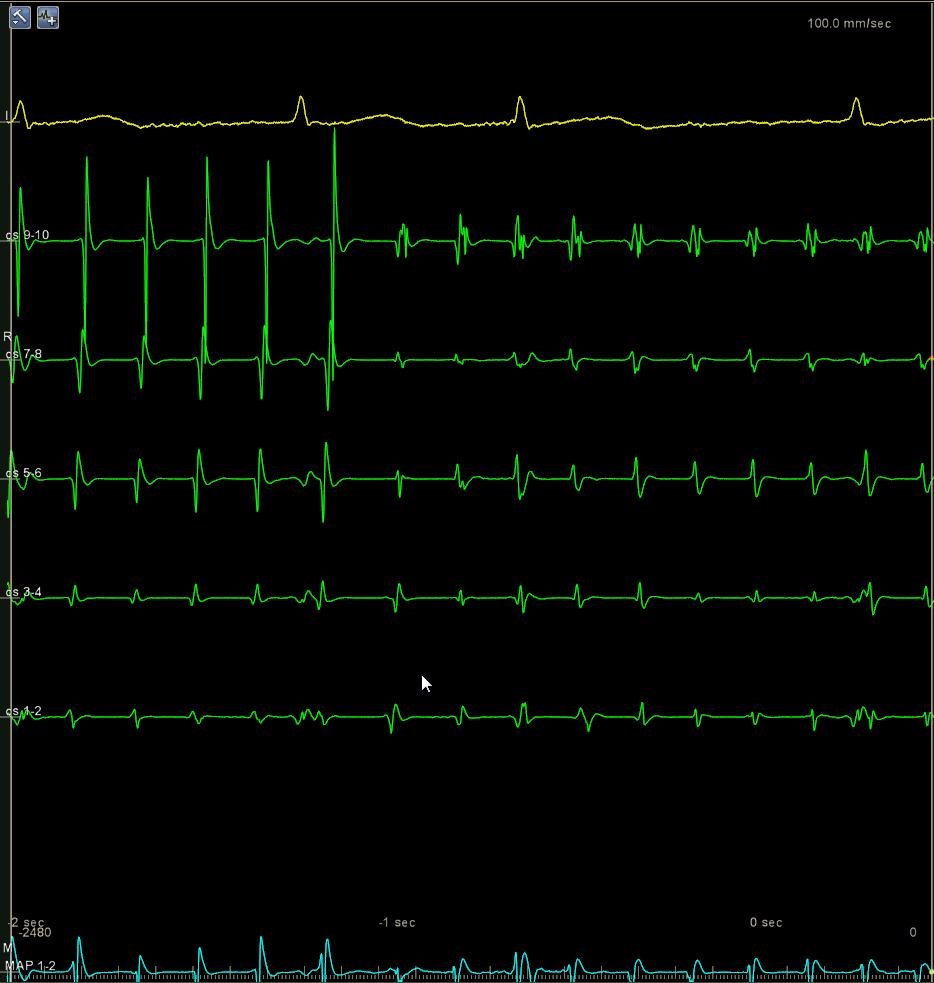 100.0 mm/sec
I
cs 9-10
R
cs 7-8
cs 5-6
cs 3-4
cs 1-2
-2 sec
-1 sec
0 sec
-2480
0
M
MAP 1-2